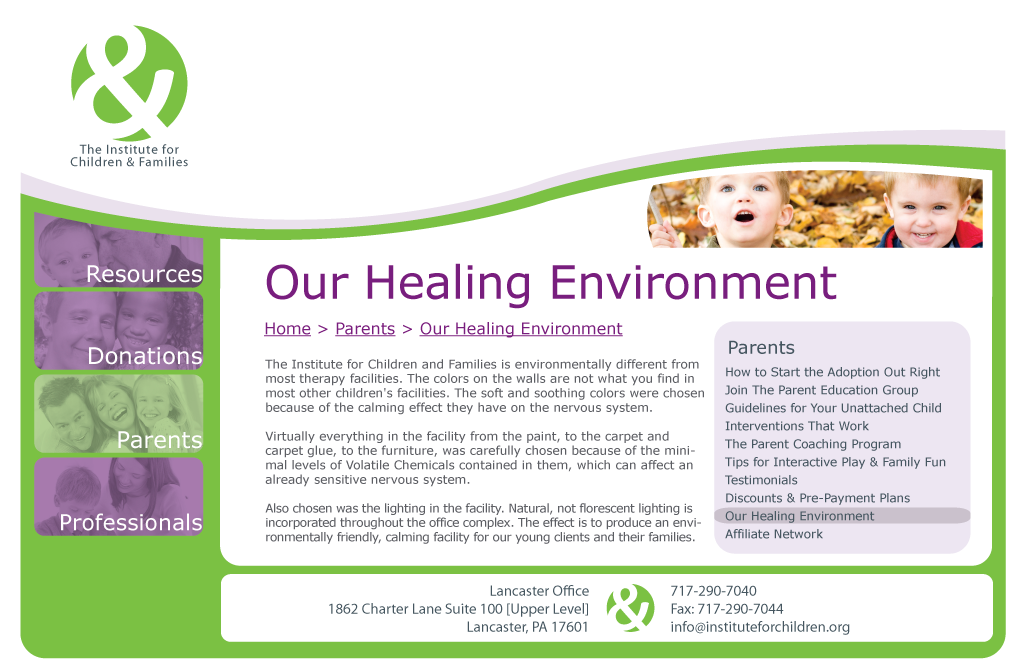 &
The Institute for
Children & Families
Resources
Donations
Parents
Professionals
Our Healing Environment
Home > Parents > Our Healing Environment
The Institute for Children and Families is environmentally different from
most therapy facilities. The colors on the walls are not what you find in
most other children's facilities. The soft and soothing colors were chosen
because of the calming effect they have on the nervous system.
Virtually everything in the facility from the paint, to the carpet and
carpet glue, to the furniture, was carefully chosen because of the mini-
mal levels of Volatile Chemicals contained in them, which can affect an
already sensitive nervous system.
Also chosen was the lighting in the facility. Natural, not florescent lighting is
incorporated throughout the office complex. The effect is to produce an envi-
ronmentally friendly, calming facility for our young clients and their families.
Parents
How to Start the Adoption Out Right
Join The Parent Education Group
Guidelines for Your Unattached Child
Interventions That Work
The Parent Coaching Program
Tips for Interactive Play & Family Fun
Testimonials
Discounts & Pre-Payment Plans
Our Healing Environment
Affiliate Network
Lancaster Office
1862 Charter Lane Suite 100 [Upper Level]
Lancaster, PA 17601
&
717-290-7040
Fax: 717-290-7044
info@instituteforchildren.org